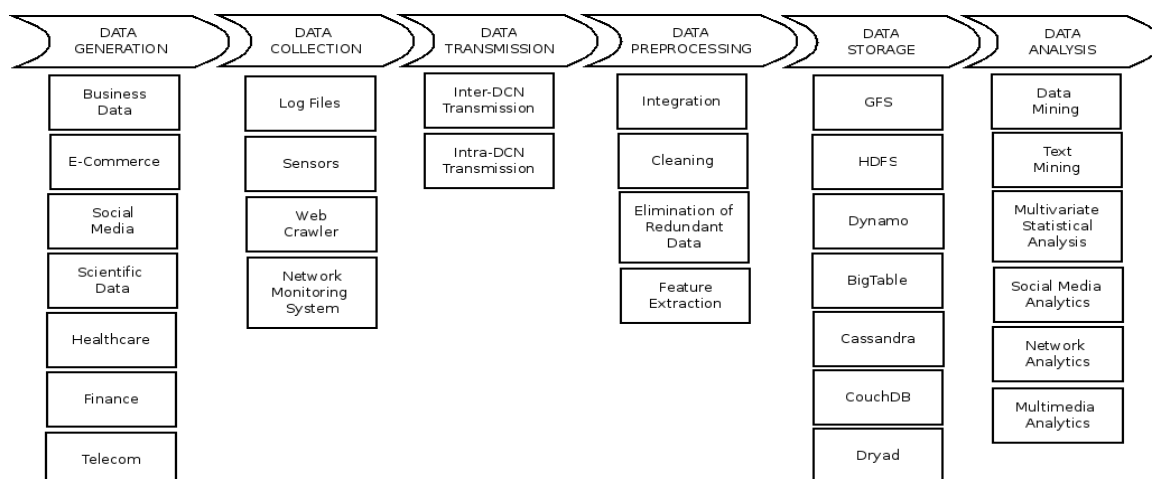 DATA
GENERATION
DATA
COLLECTION
DATA
TRANSMISSION
DATA
PREPROCESSING
DATA
STORAGE
DATA
ANALYSIS
Business
Data
E-Commerce
Social
Media
Scientific
Data
Healthcare
Finance
Telecom
Log Files
Sensors
Web
Crawler
Network
Monitoring
System
Inter-DCN
Transmission
Intra-DCN
Transmission
Integration
Cleaning
Elimination of
Redundant
Data
Feature
Extraction
GFS
HDFS
Dynamo
BigTable
Cassandra
CouchDB
Dryad
Data
Mining
Text
Mining
Multivariate
Statistical
Analysis
Social Media
Analytics
Network
Analytics
Multimedia
Analytics